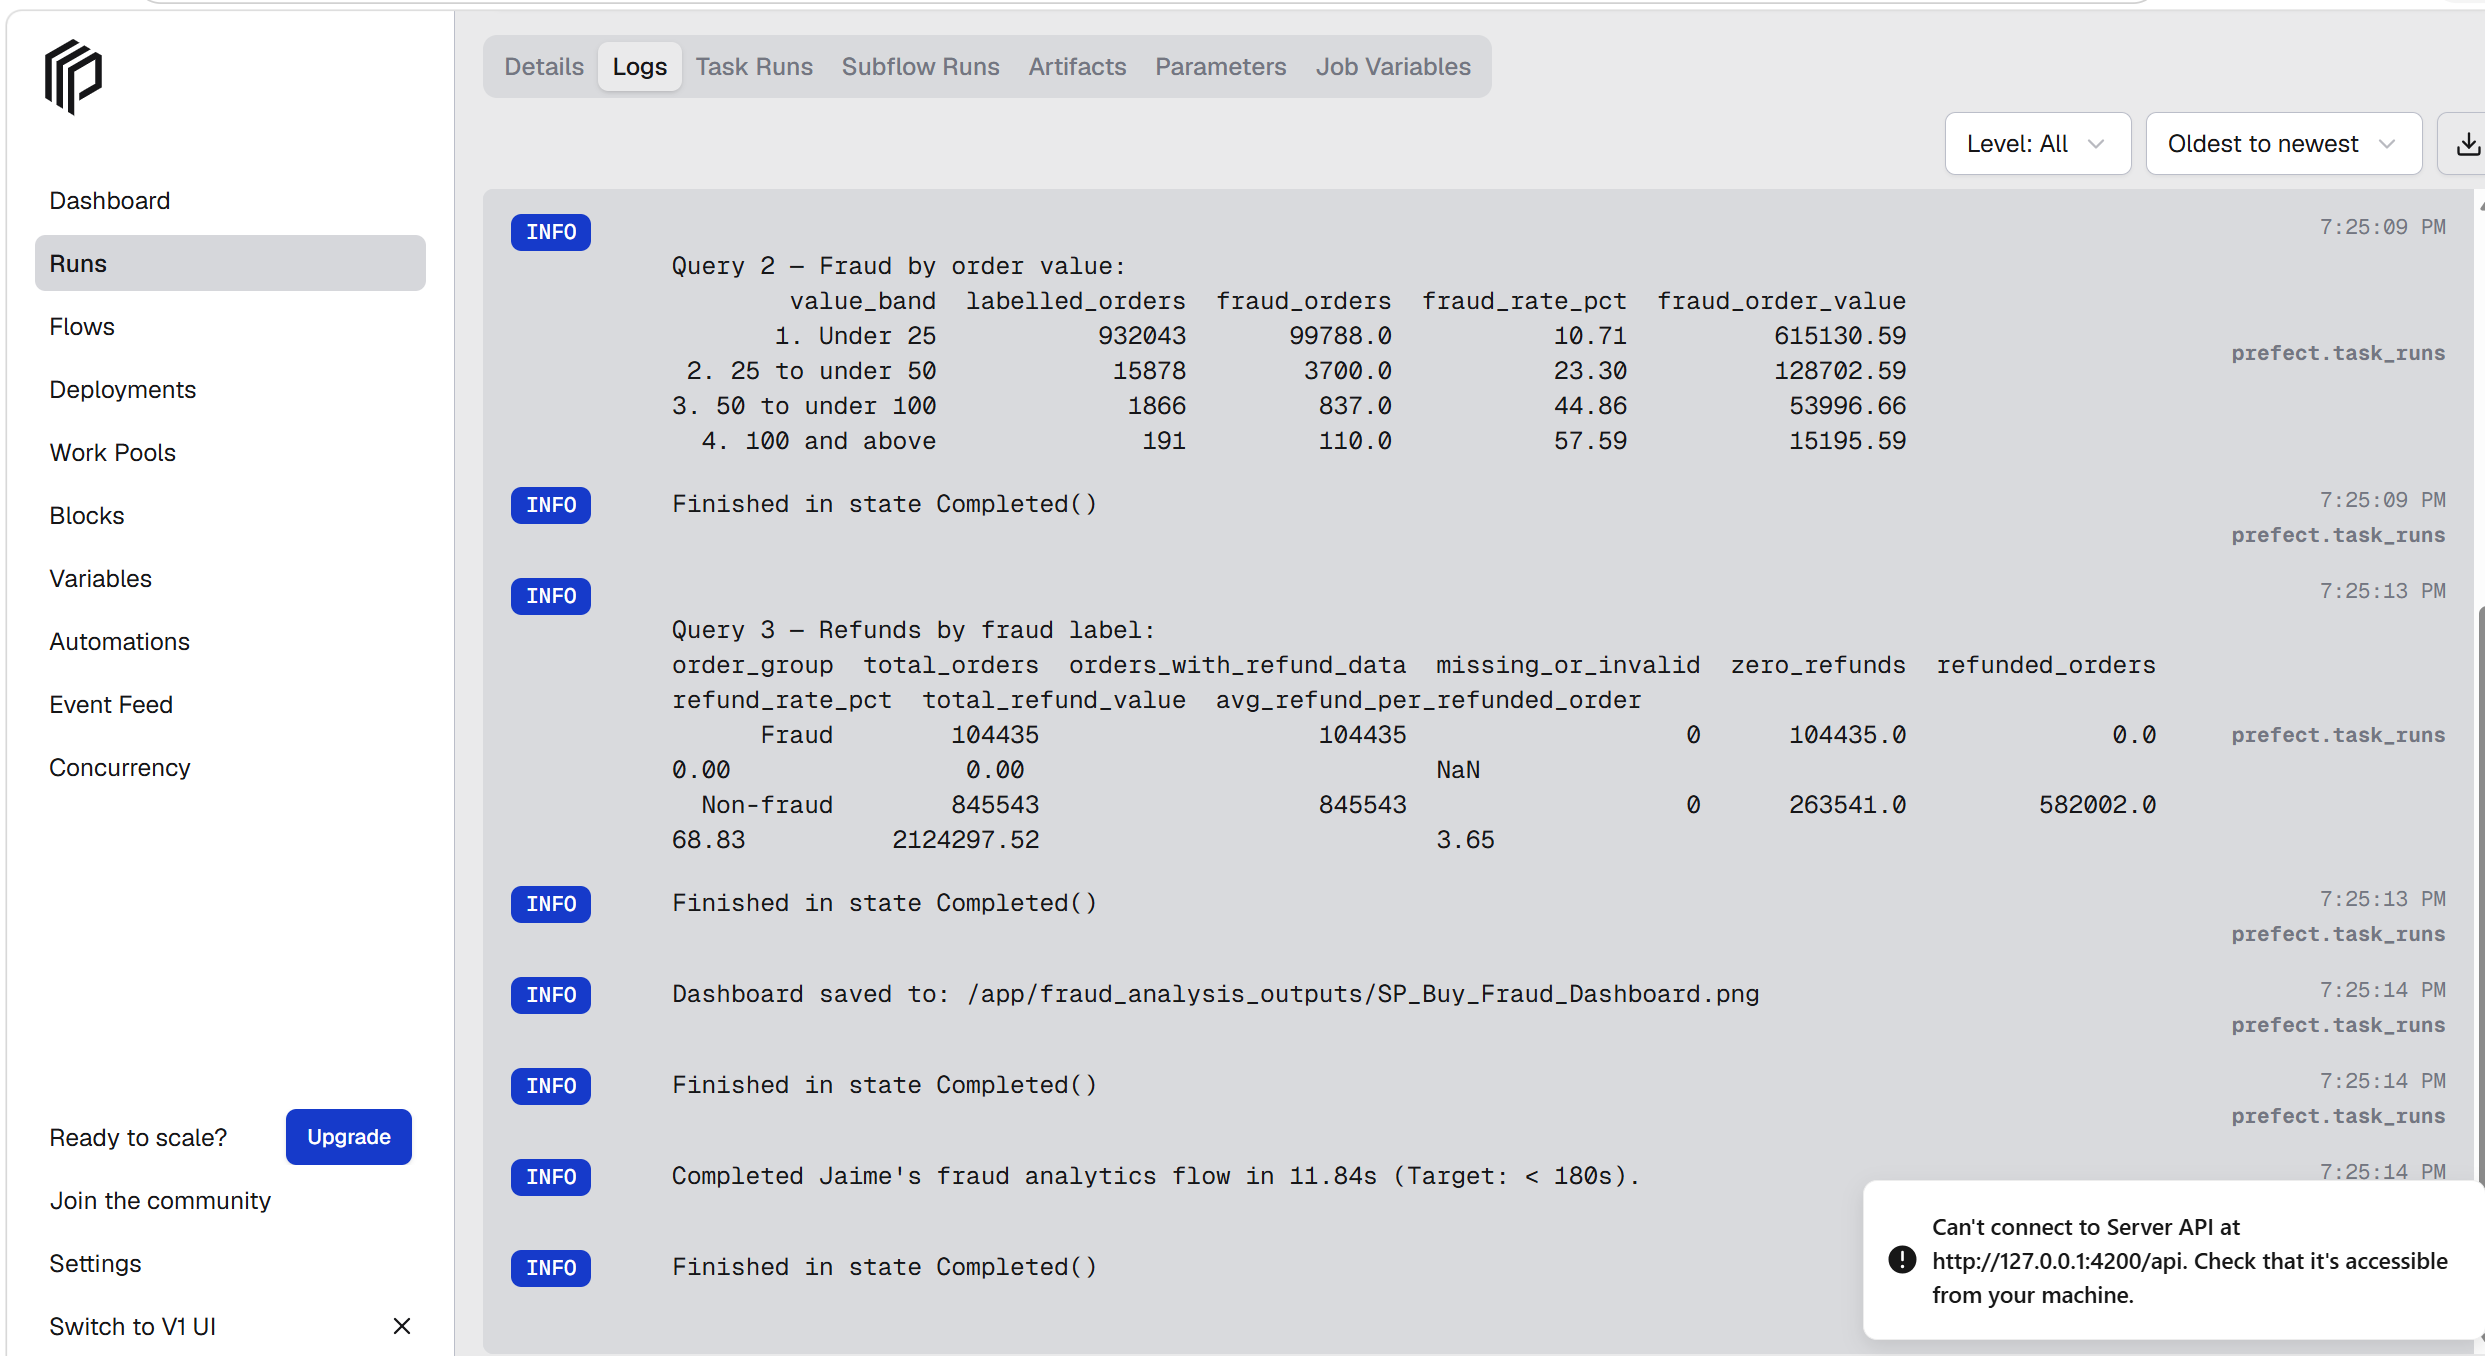 Details Logs Task Runs Subflow Runs Artifacts Parameters Job Variables
Level: All Oldest to newest
Dashboard
Runs
Flows
Deployments
Work Pools
Blocks
Variables
Automations
Event Feed
Concurrency
Ready to scale? Upgrade
Join the community
Settings
Switch to V1 UI
INFO 7:25:09 PM
Query 2 — Fraud by order value:
value_band labelled_orders fraud_orders fraud_rate_pct fraud_order_value
1. Under 25 932043 99788.0 10.71 615130.59
prefect.task_runs
2. 25 to under 50 15878 3700.0 23.30 128702.59
3. 50 to under 100 1866 837.0 44.86 53996.66
4. 100 and above 191 110.0 57.59 15195.59
INFO Finished in state Completed() 7:25:09 PM
prefect.task_runs
INFO 7:25:13 PM
Query 3 — Refunds by fraud label:
order_group total_orders orders_with_refund_data missing_or_invalid zero_refunds refunded_orders
refund_rate_pct total_refund_value avg_refund_per_refunded_order
Fraud 104435 104435 0 104435.0 0.0 prefect.task_runs
0.00 0.00 NaN
Non-fraud 845543 845543 0 263541.0 582002.0
68.83 2124297.52 3.65
INFO Finished in state Completed() 7:25:13 PM
prefect.task_runs
INFO Dashboard saved to: /app/fraud_analysis_outputs/SP_Buy_Fraud_Dashboard.png 7:25:14 PM
prefect.task_runs
INFO Finished in state Completed() 7:25:14 PM
prefect.task_runs
INFO Completed Jaime's fraud analytics flow in 11.84s (Target: < 180s). 7:25:14 PM
INFO Finished in state Completed()
Can't connect to Server API at
http://127.0.0.1:4200/api. Check that it's accessible
from your machine.